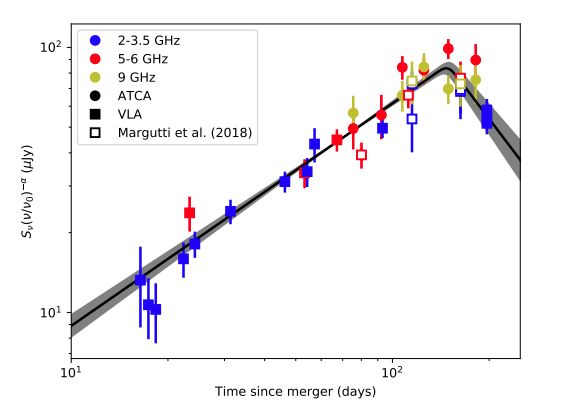 2-3.5 GHz
5-6 GHz
9 GHz
ATCA
VLA
Margutti et al. (2018)
10²
10¹
Sᵥ(ν/ν₀)⁻ᵅ (μJy)
10¹
10²
Time since merger (days)